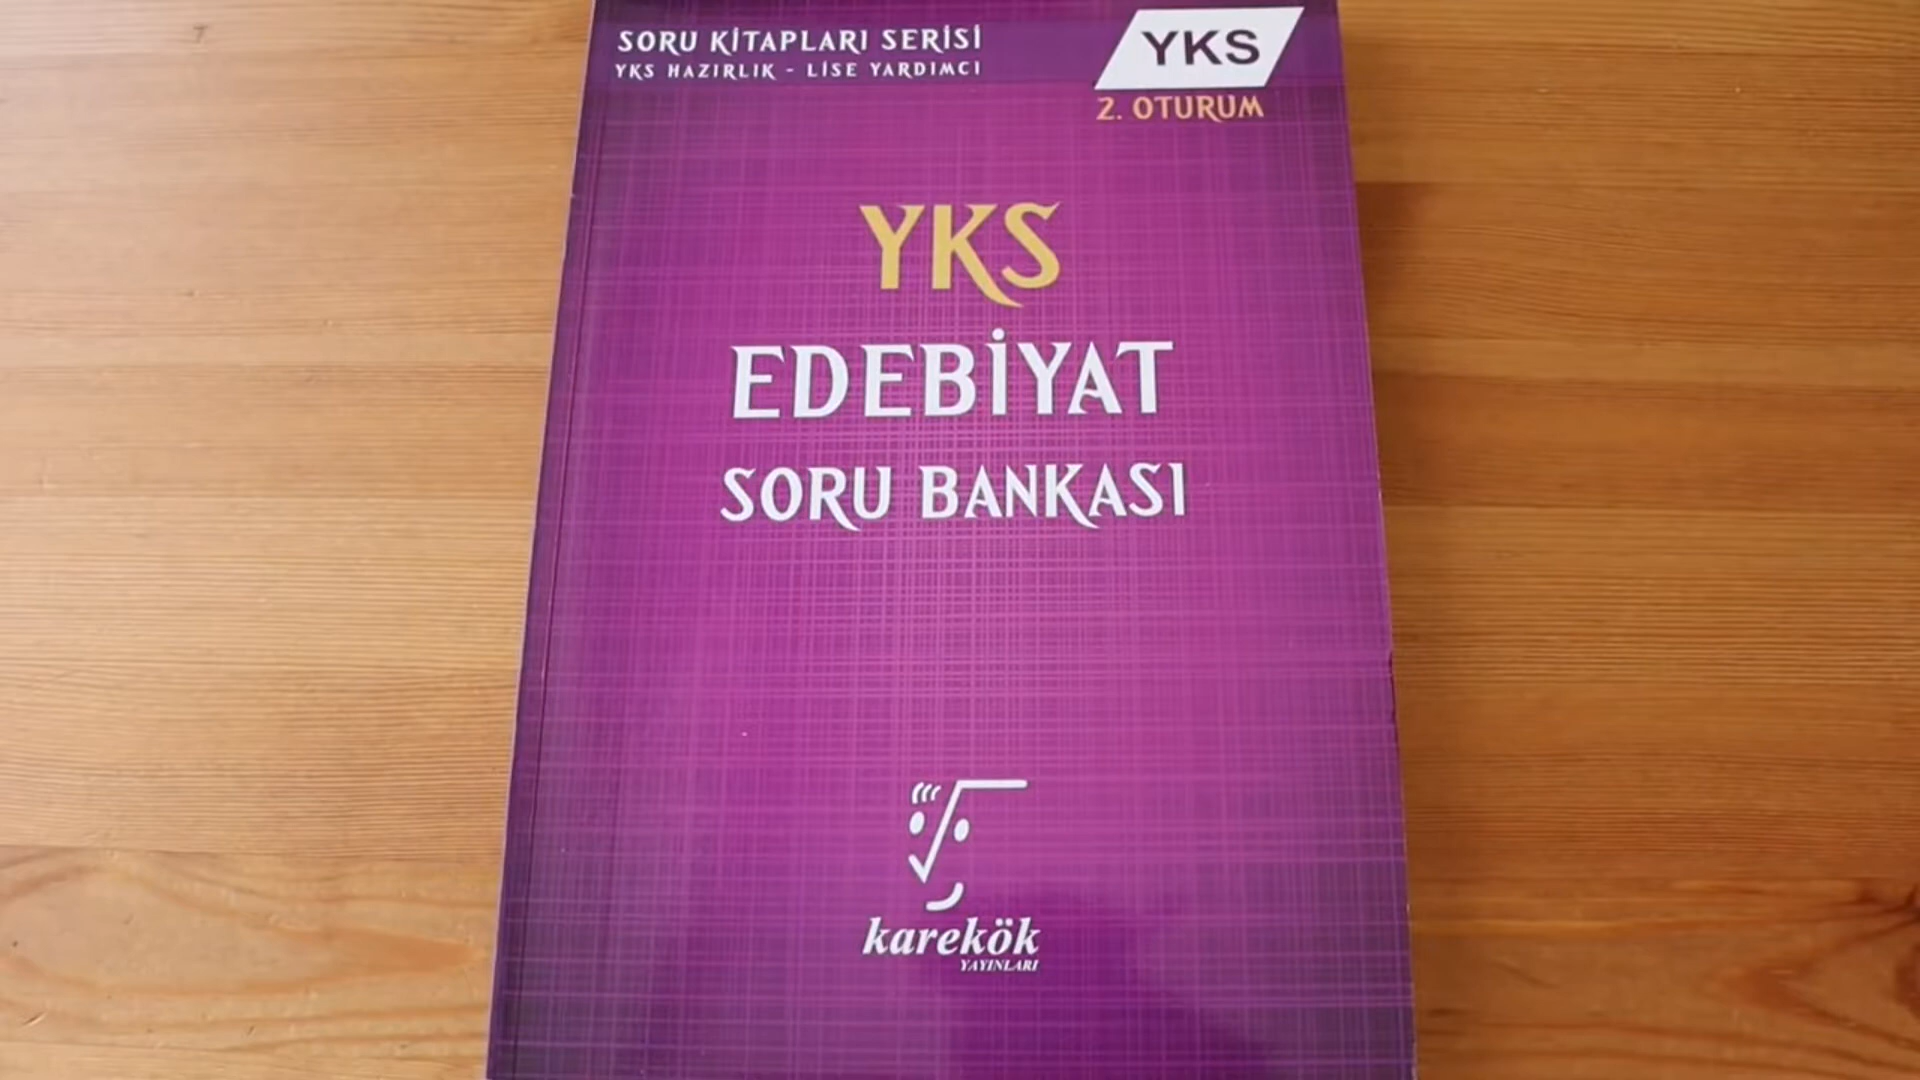 SORU KİTAPLARI SERİSİ
YKS HAZIRLIK - LİSE YARDIMCI
YKS
2. OTURUM
YKS
EDEBİYAT
SORU BANKASI
karekök
YAYINLARI